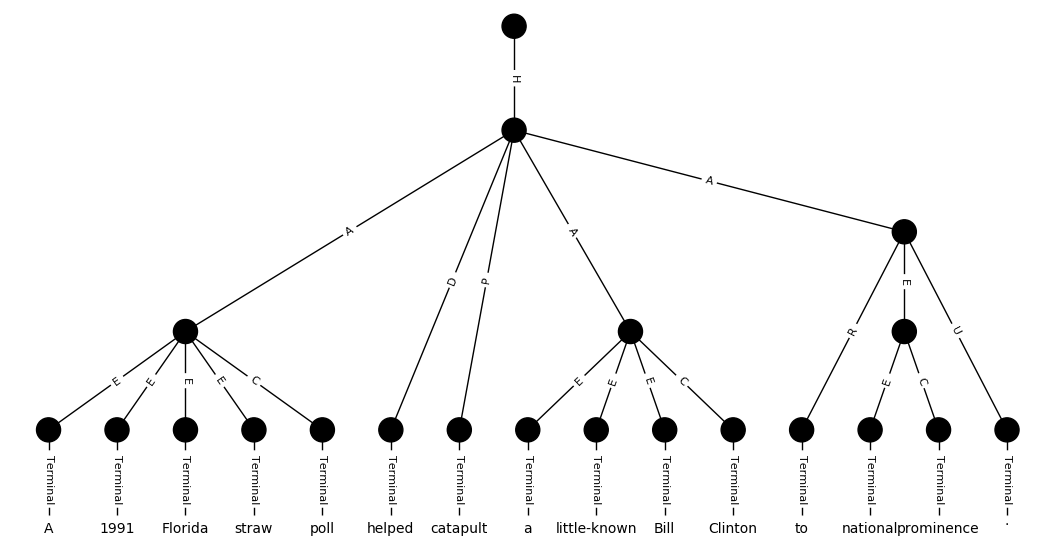 H
A
A
D
P
A
R
E
U
E
E
E
E
C
E
E
E
C
E
C
Terminal Terminal Terminal Terminal Terminal Terminal Terminal Terminal Terminal Terminal Terminal Terminal Terminal Terminal Terminal
A 1991 Florida straw poll helped catapult a little-known Bill Clinton to national prominence .